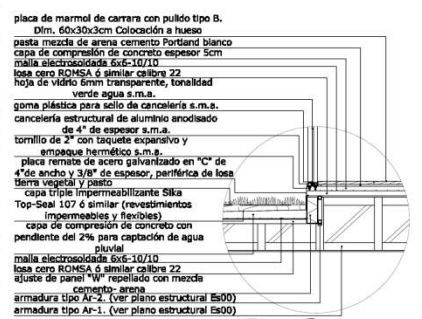 placa de marmol de carrara con pulido tipo B.
Dim. 60x30x3cm Colocación a hueso
pasta mezcla de arena cemento Portland blanco
capa de compresión de concreto 5cm
malla electrosoldada 6x6-10/10
losa cero ROMSA ó similar calibre 22
hoja de vidrio 6mm transparente, tonalidad
verde agua s.m.a.
goma plástica para sello de cancelería s.m.a.
cancelería estructural de aluminio anodisado
de 4" de espesor s.m.a.
tornillo de 2" con taquete expansivo y
empaque hermético s.m.a.
placa remate de acero galvanizado en "C" de
4"de ancho y 3/8" de espesor, periférica de losa
tierra vegetal y pasto
capa triple impermeabilizante Sika
Top-Seal 107 ó similar (revestimientos
impermeables y flexibles)
capa de compresión de concreto con
pendiente del 2% para captación de agua
pluvial
malla electrosoldada 6x6-10/10
losa cero ROMSA ó similar calibre 22
ajuste de panel "W" repellado con mezcla
cemento- arena
armadura tipo Ar-2. (ver plano estructural Es00)
armadura tipo Ar-1. (ver plano estructural Es00)